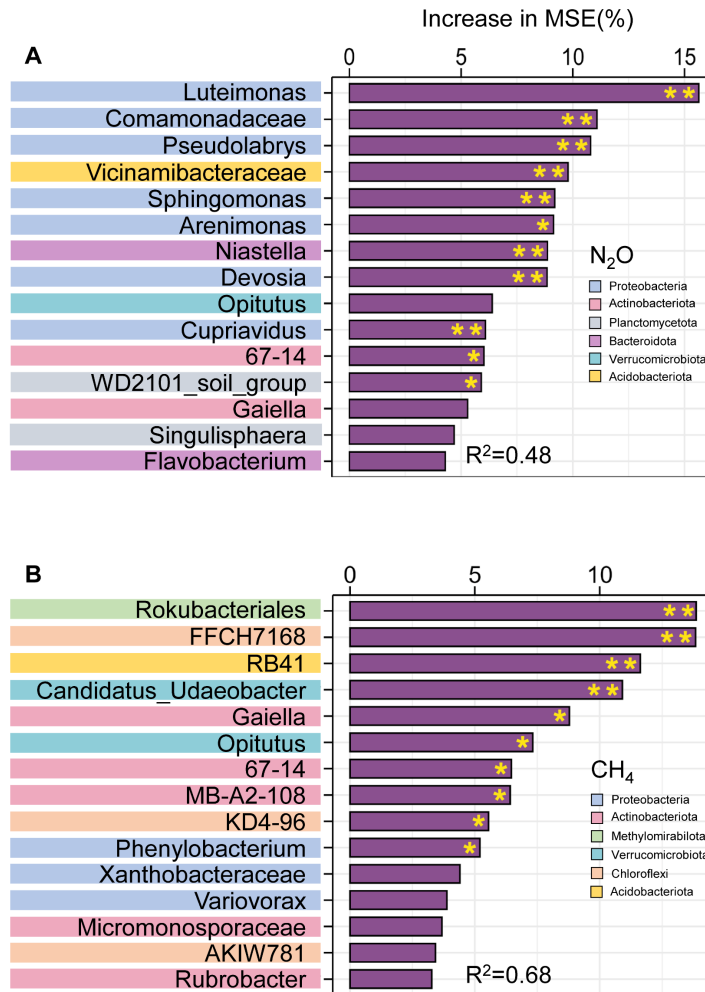 Increase in MSE(%)
A
0 5 10 15
Luteimonas **
Comamonadaceae **
Pseudolabrys **
Vicinamibacteraceae **
Sphingomonas **
Arenimonas *
Niastella **
Devosia **
Opitutus
Cupriavidus **
67-14 *
WD2101_soil_group *
Gaiella
Singulisphaera
Flavobacterium
N₂O
Proteobacteria
Actinobacteriota
Planctomycetota
Bacteroidota
Verrucomicrobiota
Acidobacteriota
R²=0.48
B
0 5 10
Rokubacteriales **
FFCH7168 **
RB41 **
Candidatus_Udaeobacter **
Gaiella *
Opitutus *
67-14 *
MB-A2-108 *
KD4-96 *
Phenylobacterium *
Xanthobacteraceae
Variovorax
Micromonosporaceae
AKIW781
Rubrobacter
CH₄
Proteobacteria
Actinobacteriota
Methylomirabilota
Verrucomicrobiota
Chloroflexi
Acidobacteriota
R²=0.68